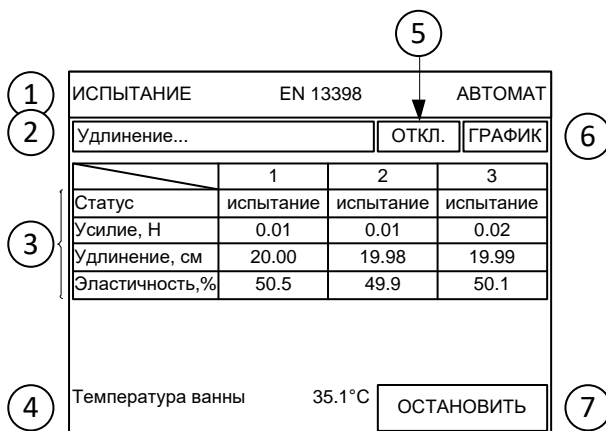 5
1 ИСПЫТАНИЕ EN 13398 АВТОМАТ
2 Удлинение... ОТКЛ. ГРАФИК 6
1 2 3
Статус испытание испытание испытание
Усилие, Н 0.01 0.01 0.02
3 Удлинение, см 20.00 19.98 19.99
Эластичность,% 50.5 49.9 50.1
4 Температура ванны 35.1°C ОСТАНОВИТЬ 7